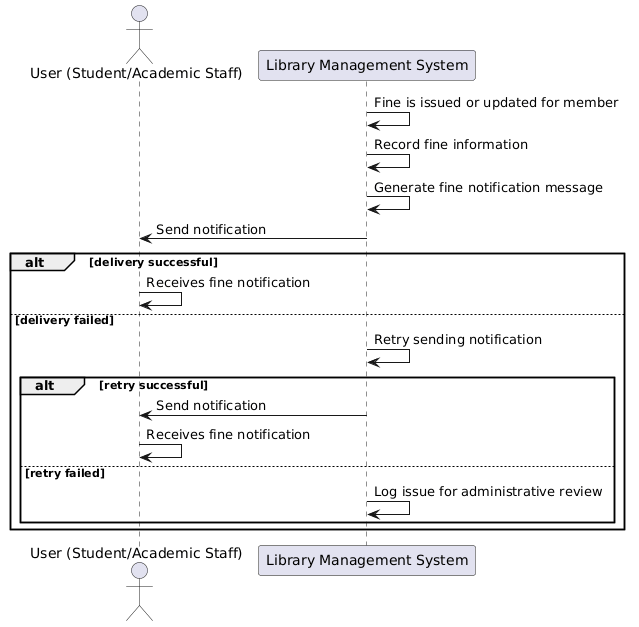 User (Student/Academic Staff)
Library Management System
Fine is issued or updated for member
Record fine information
Generate fine notification message
Send notification
alt
[delivery successful]
Receives fine notification
[delivery failed]
Retry sending notification
alt
[retry successful]
Send notification
Receives fine notification
[retry failed]
Log issue for administrative review
User (Student/Academic Staff)
Library Management System